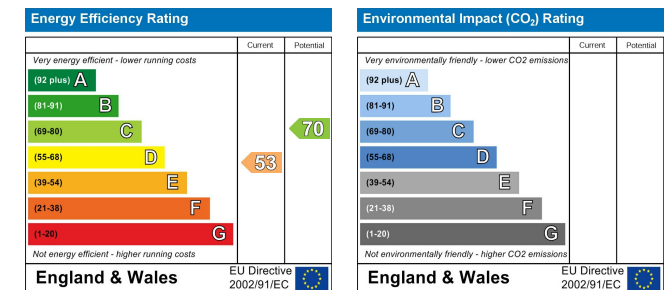 Energy Efficiency Rating
Current Potential
Very energy efficient - lower running costs
(92 plus) A
(81-91) B
(69-80) C
70
(55-68) D
53
(39-54) E
(21-38) F
(1-20) G
Not energy efficient - higher running costs
England & Wales
EU Directive
2002/91/EC
Environmental Impact (CO₂) Rating
Current Potential
Very environmentally friendly - lower CO2 emissions
(92 plus) A
(81-91) B
(69-80) C
(55-68) D
(39-54) E
(21-38) F
(1-20) G
Not environmentally friendly - higher CO2 emissions
England & Wales
EU Directive
2002/91/EC